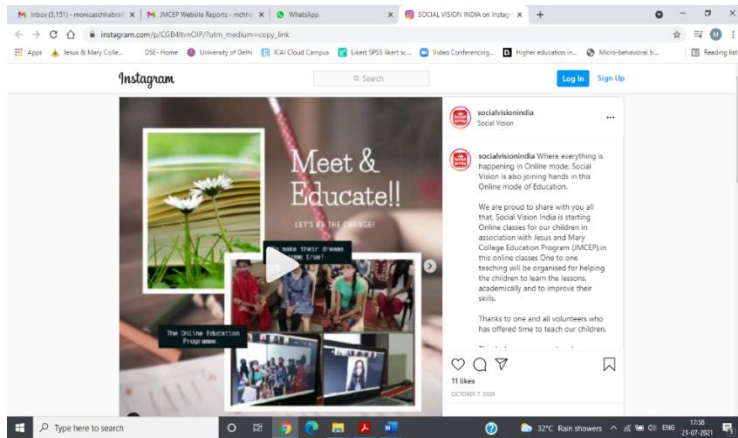 Inbox (3,151) - monicaschhabra
JMCEP Website Reports - mchha
WhatsApp
SOCIAL VISION INDIA on Instagr
instagram.com/p/CGB4ltvnOlP/?utm_medium=copy_link
Apps
Jesus & Mary Colle...
DSE- Home
University of Delhi
ICAI Cloud Campus
Likert SPSS likert sc...
Video Conferencing...
Higher education in...
Micro-behavioral b...
Reading list
Instagram
Search
Log In
Sign Up
Meet &
Educate!!
LET'S BE THE CHANGE!
make their dreams
come true!
The Online Education
Programme.
socialvisionindia
Social Vision
socialvisionindia Where everything is
happening in Online mode, Social
Vision is also joining hands in this
Online mode of Education.
We are proud to share with you all
that, Social Vision India is starting
Online classes for our children in
association with Jesus and Mary
College Education Program (JMCEP).in
this online classes One to one
teaching will be organised for helping
the children to learn the lessons,
academically and to improve their
skills.
Thanks to one and all volunteers who
has offered time to teach our children.
11 likes
OCTOBER 7, 2020
Type here to search
32°C Rain showers
ENG
17:58
21-07-2021